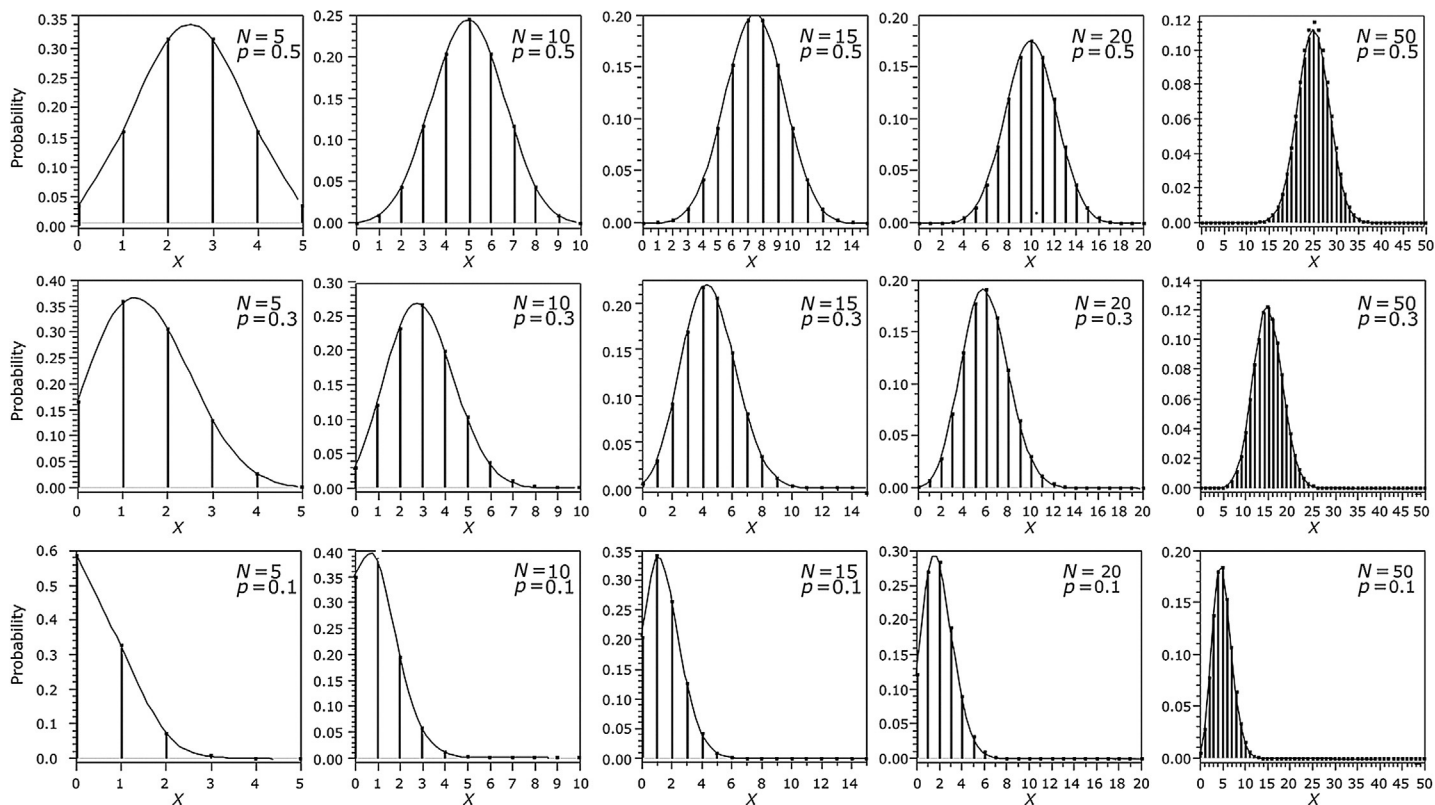 0.35
0.30
0.25
0.20
0.15
0.10
0.05
0.00
Probability
N = 5
p = 0.5
0 1 2 3 4 5
X
0.25
0.20
0.15
0.10
0.05
0.00
N = 10
p = 0.5
0 1 2 3 4 5 6 7 8 9 10
X
0.20
0.15
0.10
0.05
0.00
N = 15
p = 0.5
0 1 2 3 4 5 6 7 8 9 10 12 14
X
0.20
0.15
0.10
0.05
0.00
N = 20
p = 0.5
0 2 4 6 8 10 12 14 16 18 20
X
0.12
0.10
0.08
0.06
0.04
0.02
0.00
N = 50
p = 0.5
0 5 10 15 20 25 30 35 40 45 50
X
0.40
0.35
0.30
0.25
0.20
0.15
0.10
0.05
0.00
Probability
N = 5
p = 0.3
0 1 2 3 4 5
X
0.30
0.25
0.20
0.15
0.10
0.05
0.00
N = 10
p = 0.3
0 1 2 3 4 5 6 7 8 9 10
X
0.20
0.15
0.10
0.05
0.00
N = 15
p = 0.3
0 2 4 6 8 10 12 14
X
0.20
0.15
0.10
0.05
0.00
N = 20
p = 0.3
0 2 4 6 8 10 12 14 16 18 20
X
0.14
0.12
0.10
0.08
0.06
0.04
0.02
0.00
N = 50
p = 0.3
0 5 10 15 20 25 30 35 40 45 50
X
0.6
0.5
0.4
0.3
0.2
0.1
0.0
Probability
N = 5
p = 0.1
0 1 2 3 4 5
X
0.40
0.35
0.30
0.25
0.20
0.15
0.10
0.05
0.00
N = 10
p = 0.1
0 1 2 3 4 5 6 7 8 9 10
X
0.35
0.30
0.25
0.20
0.15
0.10
0.05
0.00
N = 15
p = 0.1
0 2 4 6 8 10 12 14
X
0.30
0.25
0.20
0.15
0.10
0.05
0.00
N = 20
p = 0.1
0 2 4 6 8 10 12 14 16 18 20
X
0.20
0.15
0.10
0.05
0.00
N = 50
p = 0.1
0 5 10 15 20 25 30 35 40 45 50
X